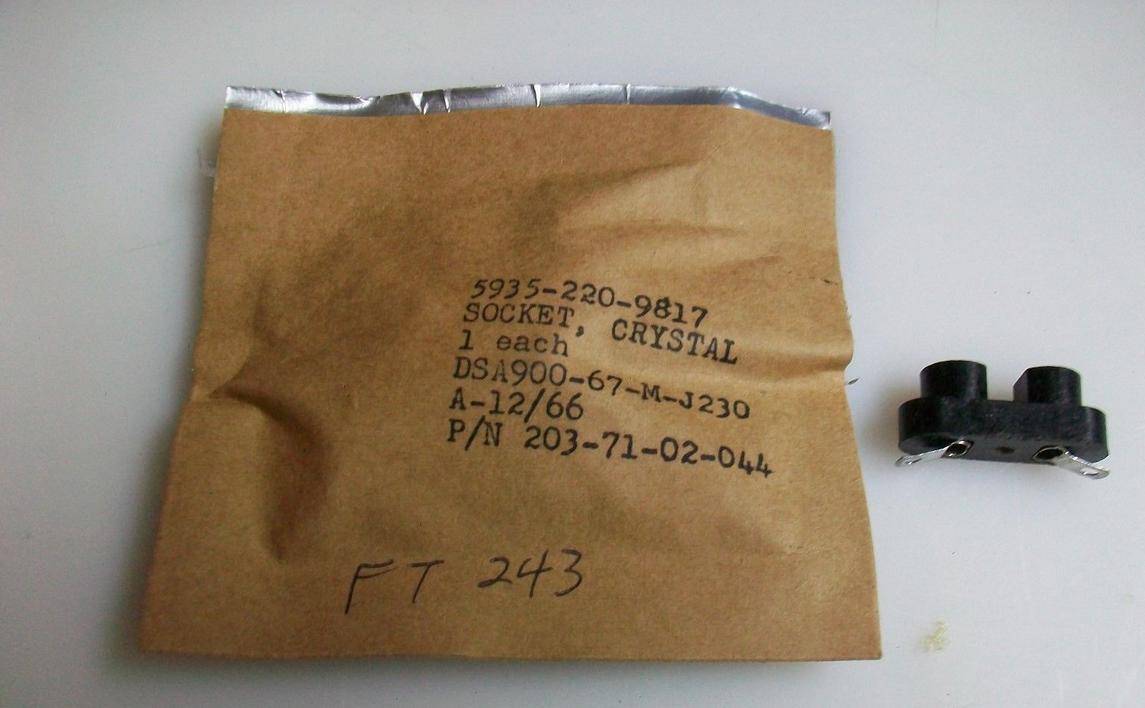 5935-220-9817
SOCKET, CRYSTAL
1 each
DSA900-67-M-J230
A-12/66
P/N 203-71-02-044
FT 243